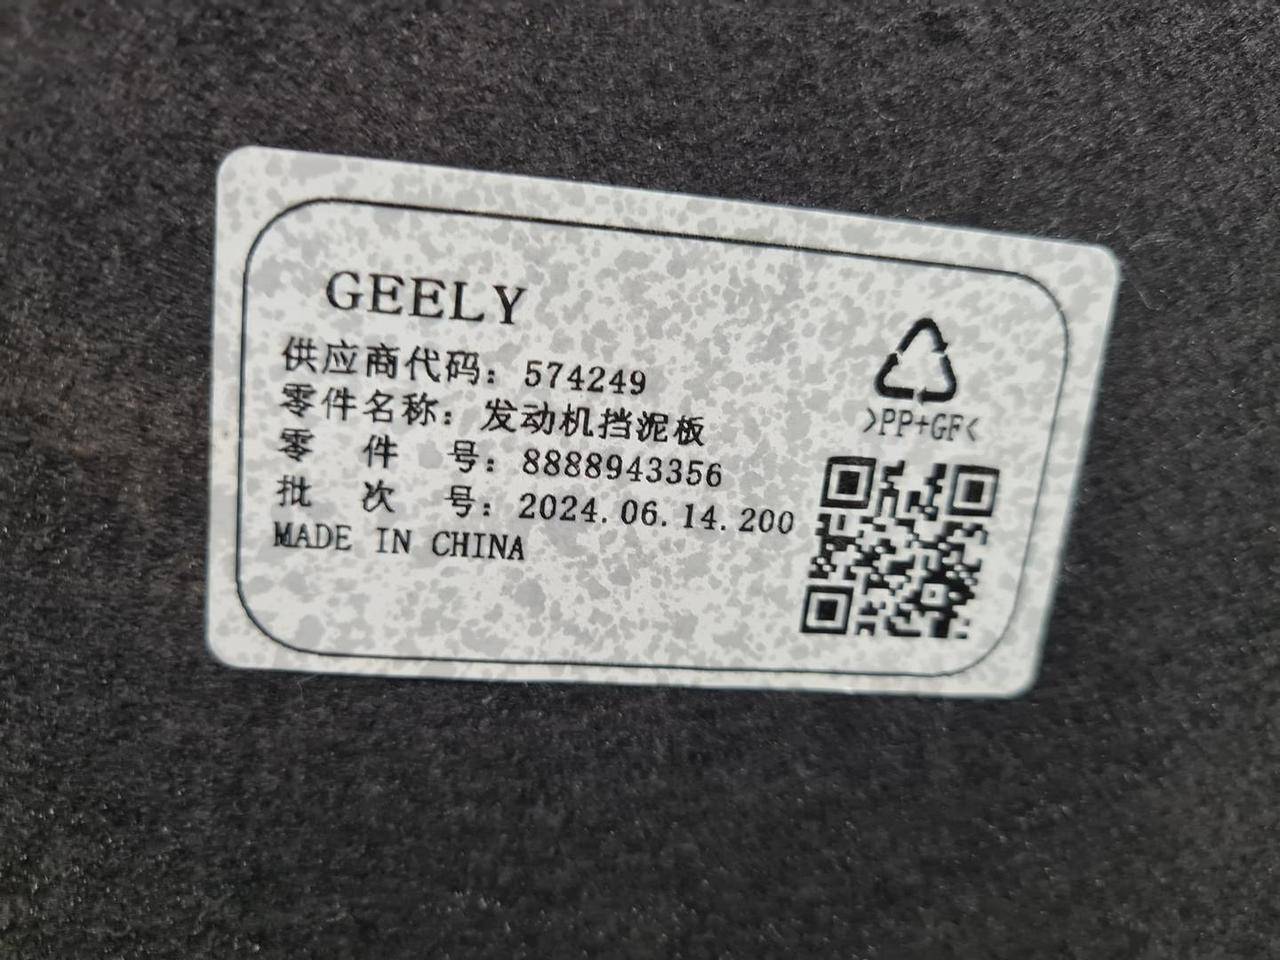 GEELY
供应商代码：574249
零件名称：发动机挡泥板
零 件 号：8888943356
批 次 号：2024.06.14.200
MADE IN CHINA
>PP+GF<